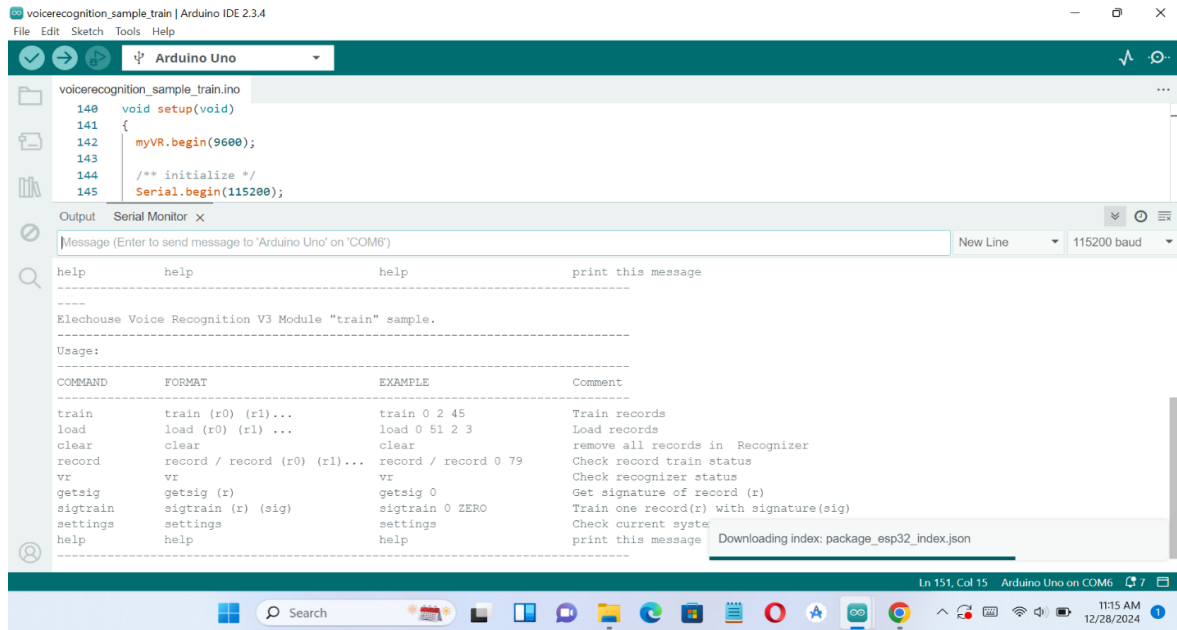 voicerecognition_sample_train | Arduino IDE 2.3.4
File Edit Sketch Tools Help
Arduino Uno
voicerecognition_sample_train.ino
140 void setup(void)
141 {
142 myVR.begin(9600);
143
144 /** initialize */
145 Serial.begin(115200);
Output Serial Monitor
Message (Enter to send message to 'Arduino Uno' on 'COM6') New Line 115200 baud
help help help print this message
--------------------------------------------------------------------------------
----
Elechouse Voice Recognition V3 Module "train" sample.
--------------------------------------------------------------------------------
Usage:
--------------------------------------------------------------------------------
COMMAND FORMAT EXAMPLE Comment
--------------------------------------------------------------------------------
train train (r0) (r1)... train 0 2 45 Train records
load load (r0) (r1) ... load 0 51 2 3 Load records
clear clear clear remove all records in Recognizer
record record / record (r0) (r1)... record / record 0 79 Check record train status
vr vr vr Check recognizer status
getsig getsig (r) getsig 0 Get signature of record (r)
sigtrain sigtrain (r) (sig) sigtrain 0 ZERO Train one record(r) with signature(sig)
settings settings settings Check current syste
help help help print this message
--------------------------------------------------------------------------------
Downloading index: package_esp32_index.json
Ln 151, Col 15 Arduino Uno on COM6 7
Search
11:15 AM
12/28/2024
1